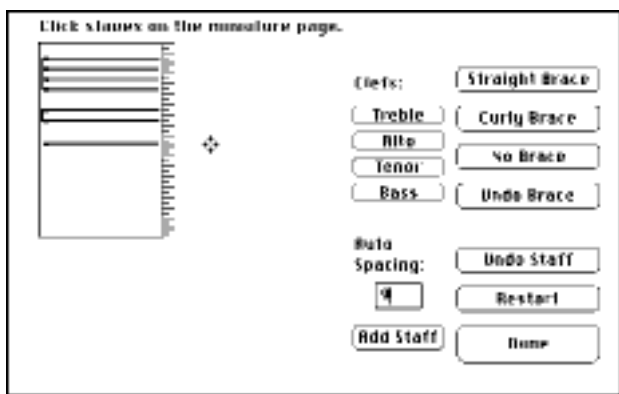 Click staves on the miniature page.
Clefs:
Treble
Alto
Tenor
Bass
Straight Brace
Curly Brace
No Brace
Undo Brace
Auto
Spacing:
Add Staff
Undo Staff
Restart
Done